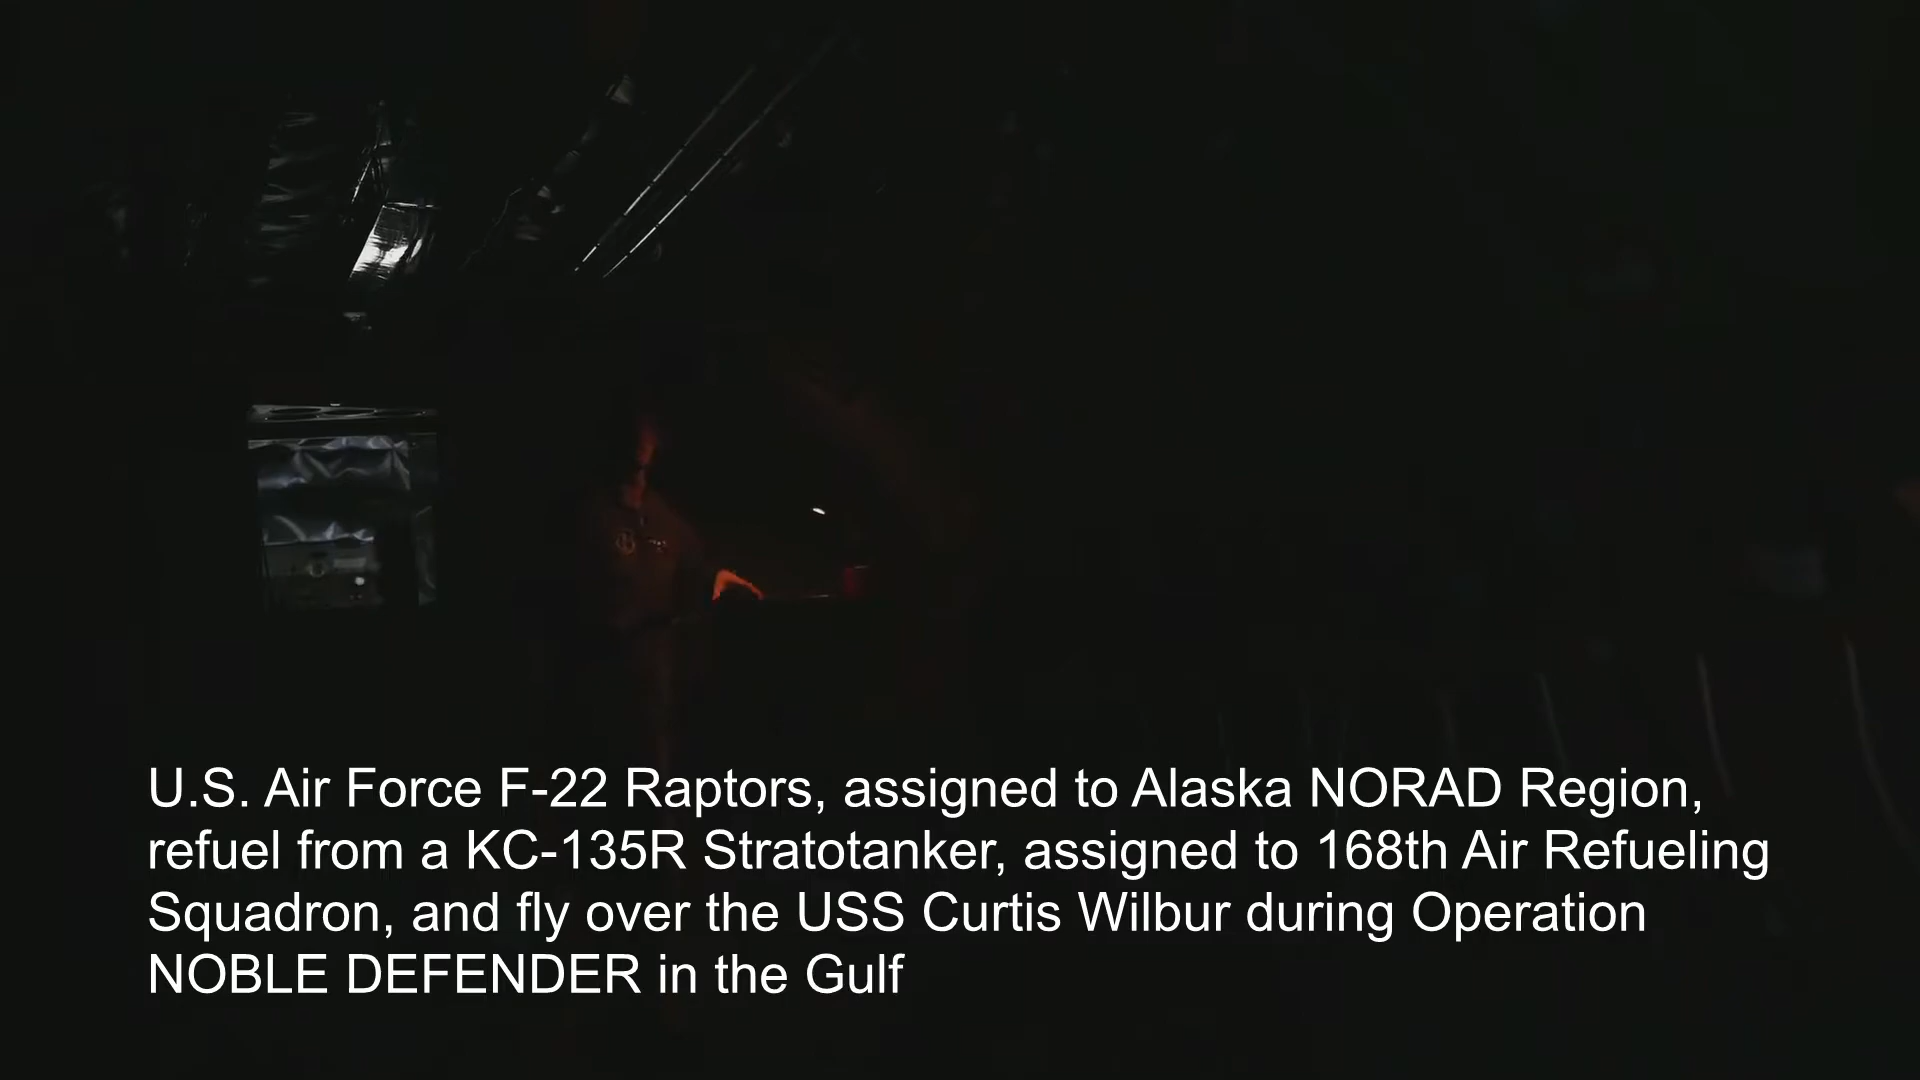 U.S. Air Force F-22 Raptors, assigned to Alaska NORAD Region,
refuel from a KC-135R Stratotanker, assigned to 168th Air Refueling
Squadron, and fly over the USS Curtis Wilbur during Operation
NOBLE DEFENDER in the Gulf